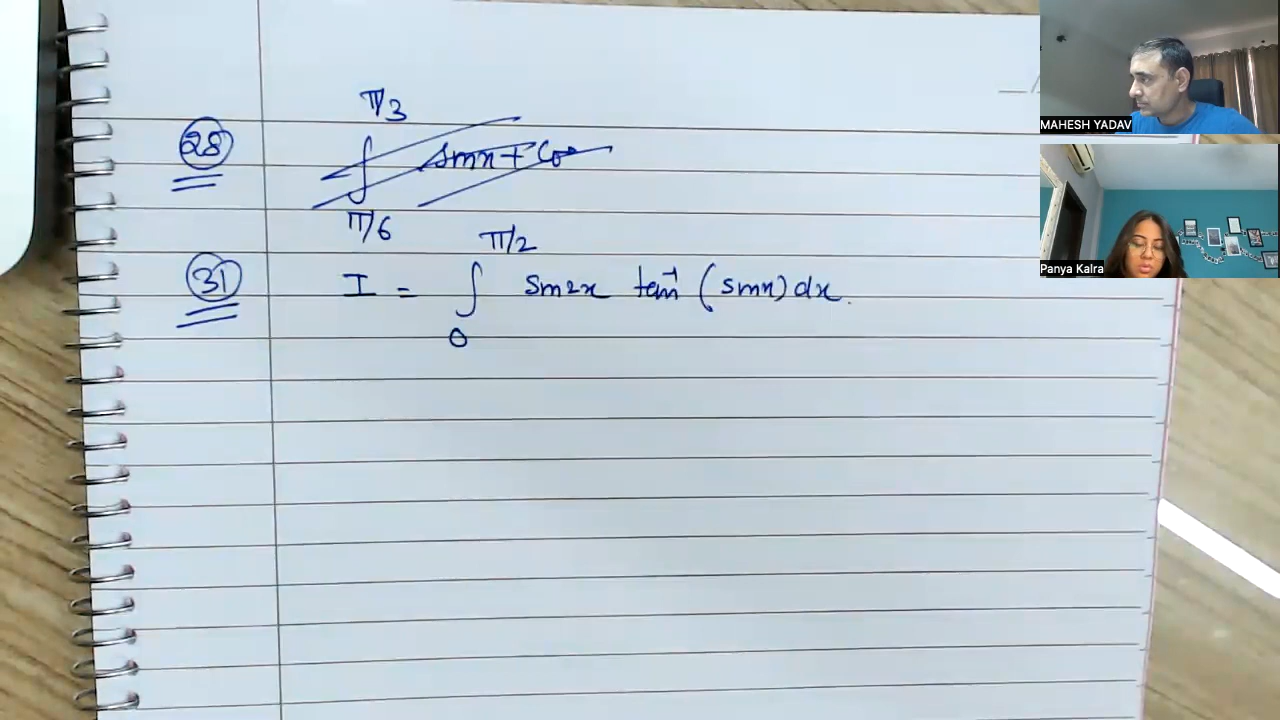 28 ∫ π/6 π/3 sinx + Cos
31 I = ∫ 0 π/2 sin2x tan⁻¹ (sinx) dx.
MAHESH YADAV
Panya Kalra